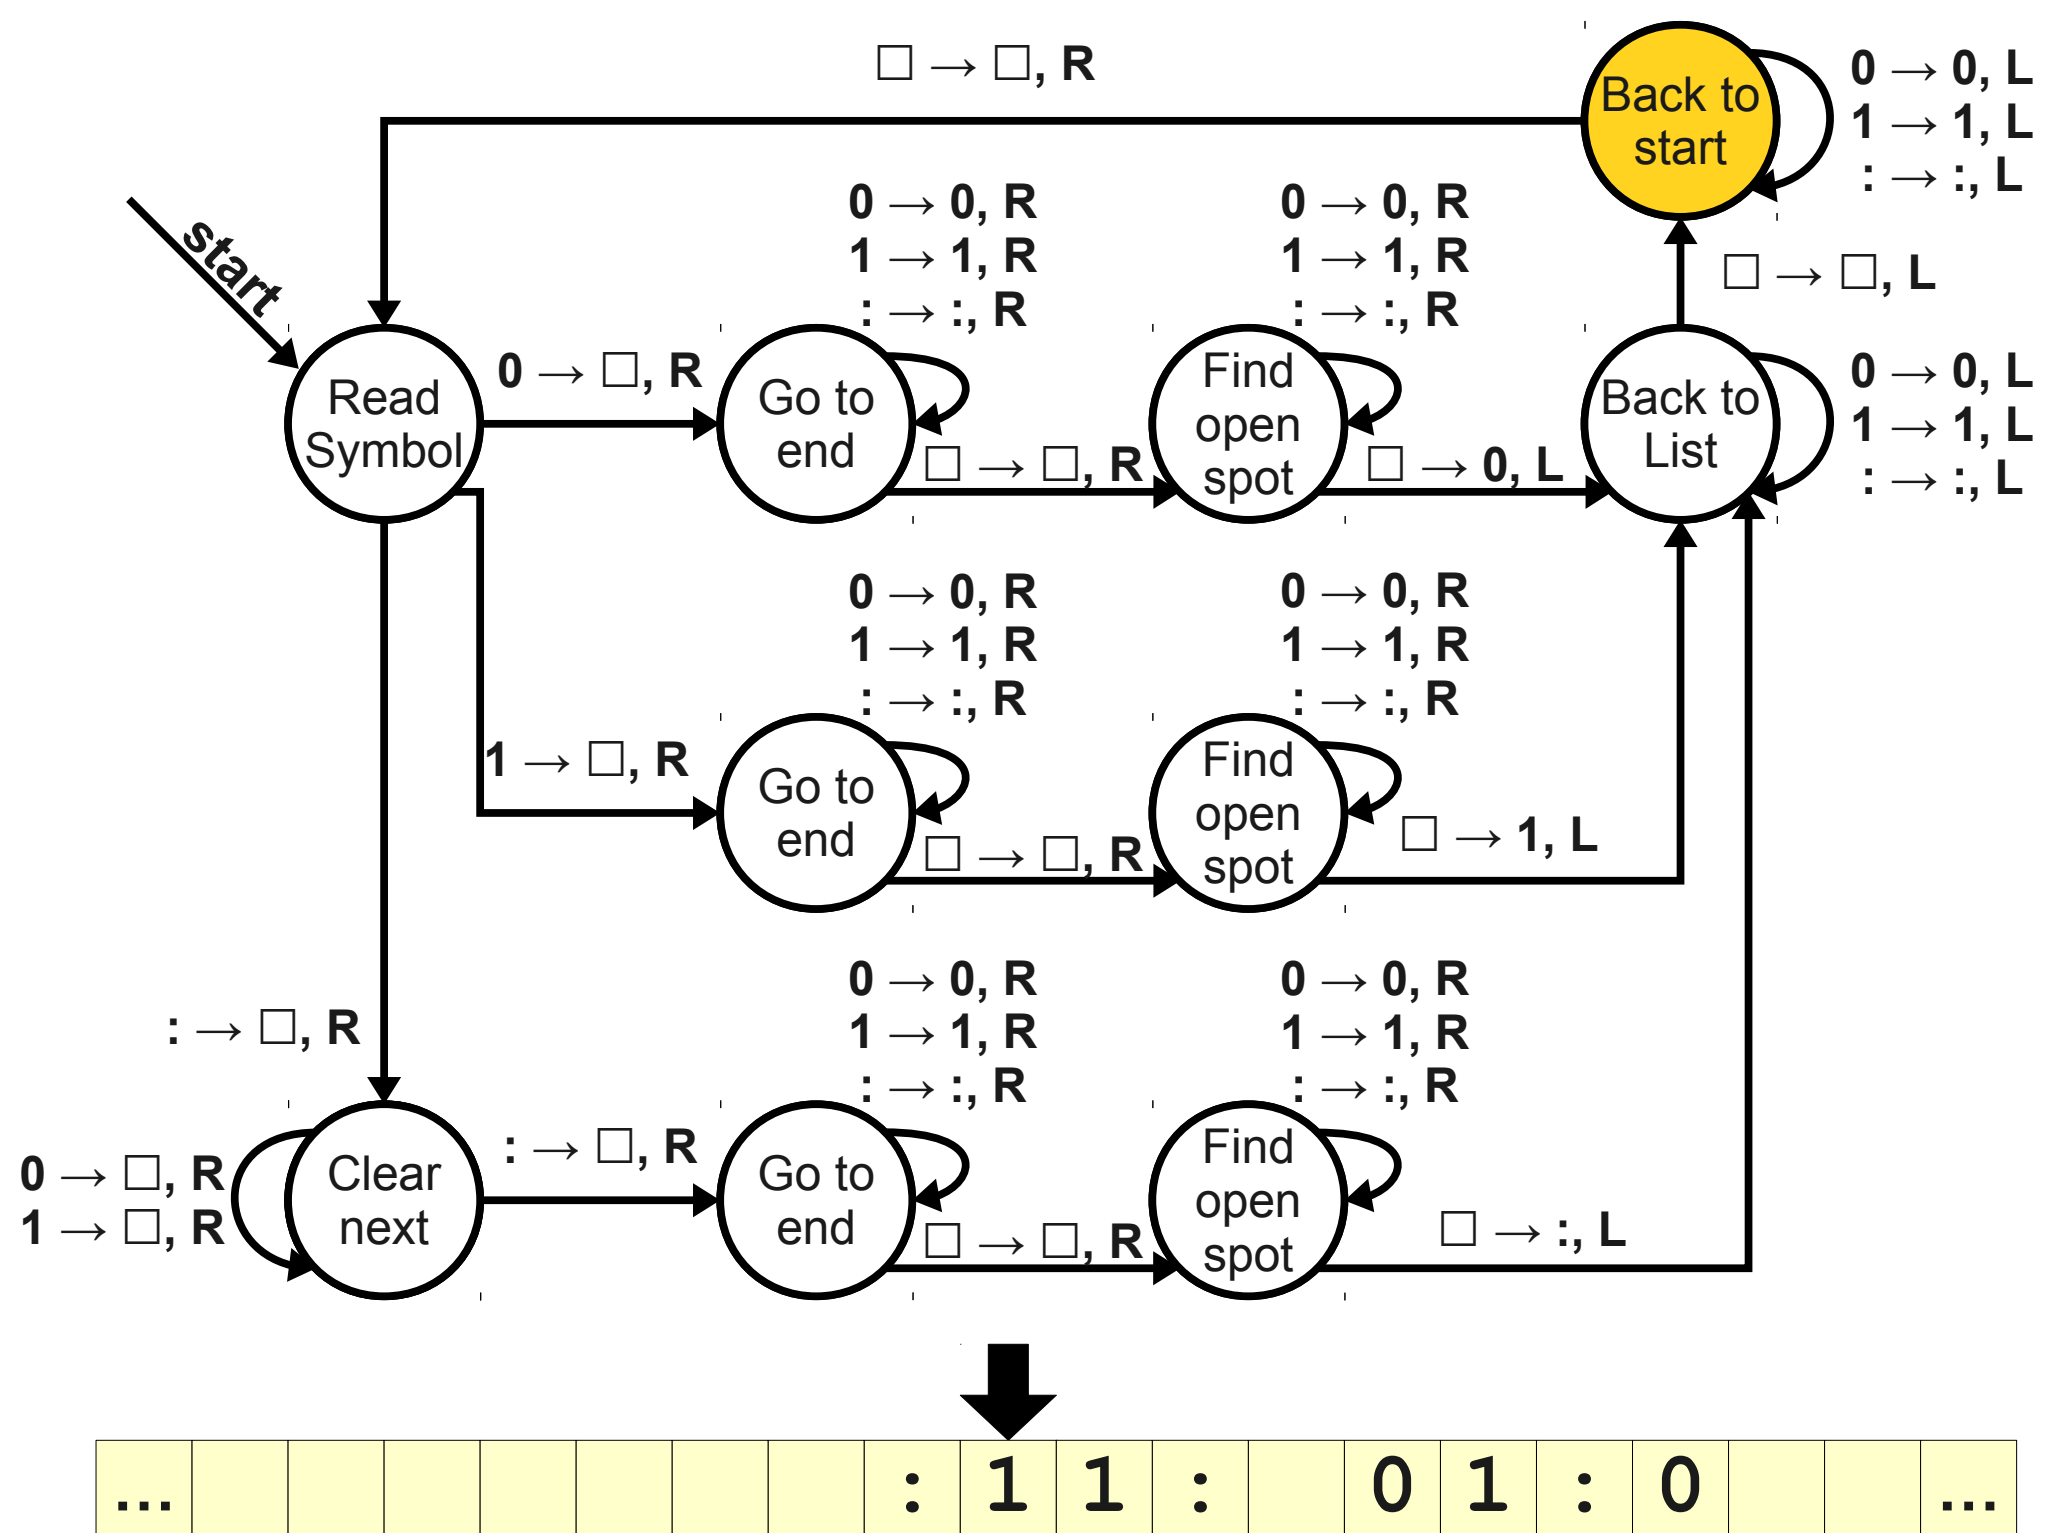 □ → □, R
Back to
start
0 → 0, L
1 → 1, L
: → :, L
start
0 → 0, R
1 → 1, R
: → :, R
0 → 0, R
1 → 1, R
: → :, R
□ → □, L
Read
Symbol
0 → □, R
Go to
end
□ → □, R
Find
open
spot
□ → 0, L
Back to
List
0 → 0, L
1 → 1, L
: → :, L
0 → 0, R
1 → 1, R
: → :, R
0 → 0, R
1 → 1, R
: → :, R
1 → □, R
Go to
end
□ → □, R
Find
open
spot
□ → 1, L
0 → 0, R
1 → 1, R
: → :, R
0 → 0, R
1 → 1, R
: → :, R
: → □, R
0 → □, R
1 → □, R
Clear
next
: → □, R
Go to
end
□ → □, R
Find
open
spot
□ → :, L
... : 1 1 : 0 1 : 0 ...